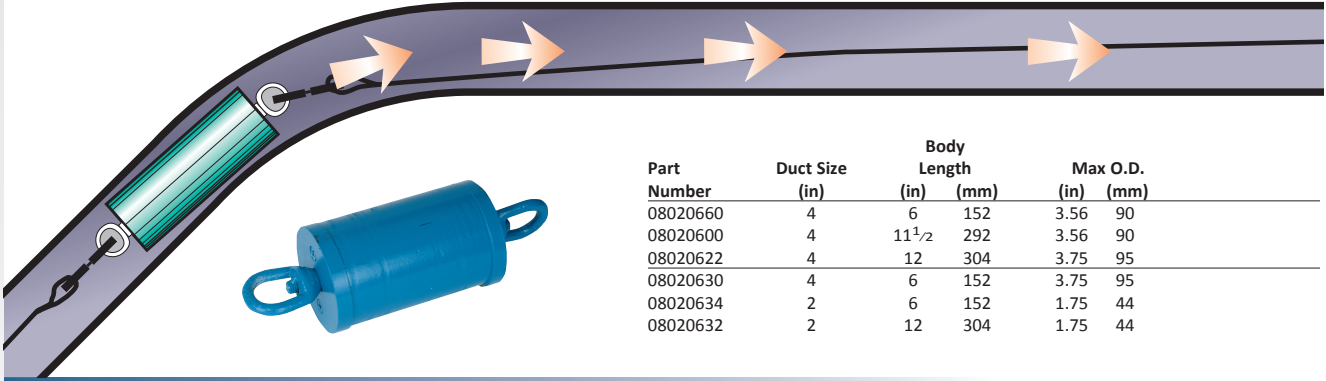 Body
Part Duct Size Length Max O.D.
Number (in) (in) (mm) (in) (mm)
08020660 4 6 152 3.56 90
08020600 4 11½ 292 3.56 90
08020622 4 12 304 3.75 95
08020630 4 6 152 3.75 95
08020634 2 6 152 1.75 44
08020632 2 12 304 1.75 44